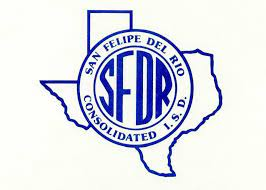 SAN FELIPE DEL RIO
SFDR
CONSOLIDATED I.S.D.